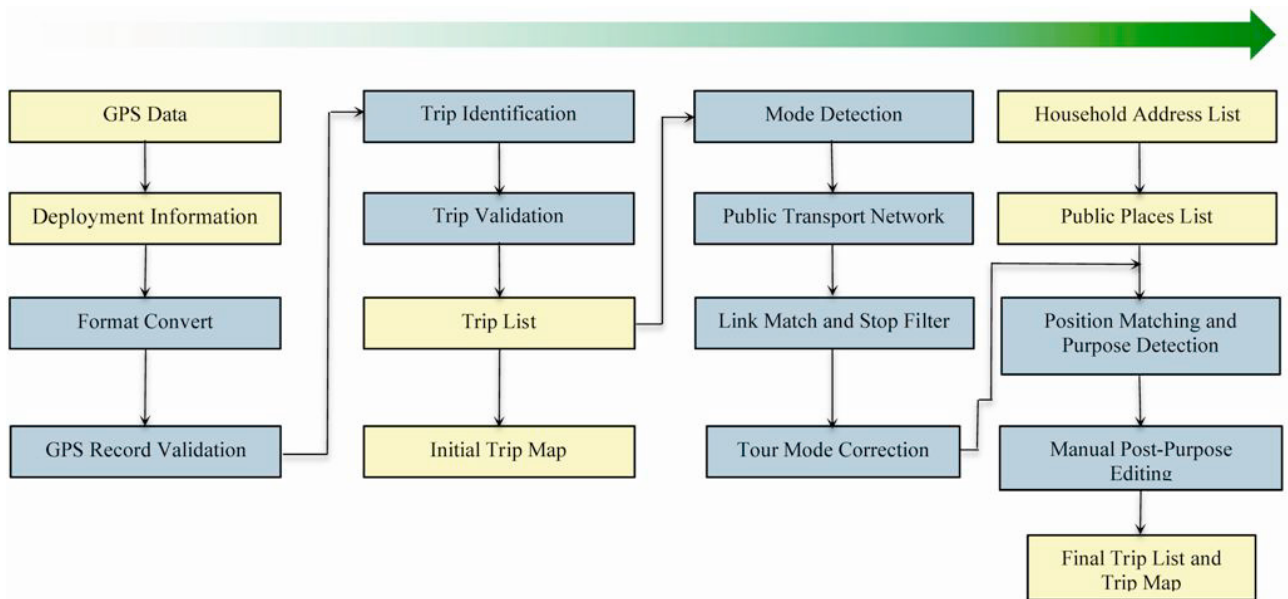 GPS Data
Deployment Information
Format Convert
GPS Record Validation
Trip Identification
Trip Validation
Trip List
Initial Trip Map
Mode Detection
Public Transport Network
Link Match and Stop Filter
Tour Mode Correction
Household Address List
Public Places List
Position Matching and
Purpose Detection
Manual Post-Purpose
Editing
Final Trip List and
Trip Map